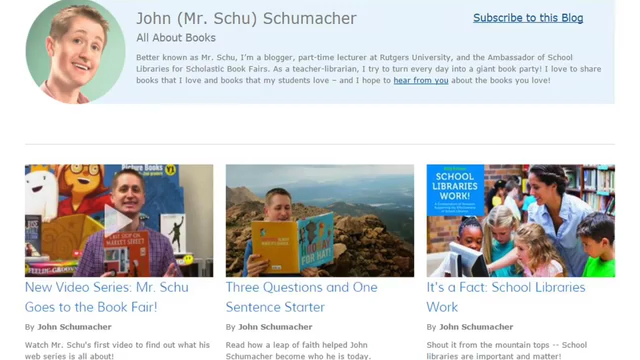 John (Mr. Schu) Schumacher
Subscribe to this Blog
All About Books
Better known as Mr. Schu, I'm a blogger, part-time lecturer at Rutgers University, and the Ambassador of School
Libraries for Scholastic Book Fairs. As a teacher-librarian, I try to turn every day into a giant book party! I love to share
books that I love and books that my students love – and I hope to hear from you about the books you love!
SCHOOL
LIBRARIES
WORK!
New Video Series: Mr. Schu
Goes to the Book Fair!
By John Schumacher
Watch Mr. Schu's first video to find out what his
web series is all about!
Three Questions and One
Sentence Starter
By John Schumacher
Read how a leap of faith helped John
Schumacher become who he is today.
It's a Fact: School Libraries
Work
By John Schumacher
Shout it from the mountain tops -- School
libraries are important and matter!